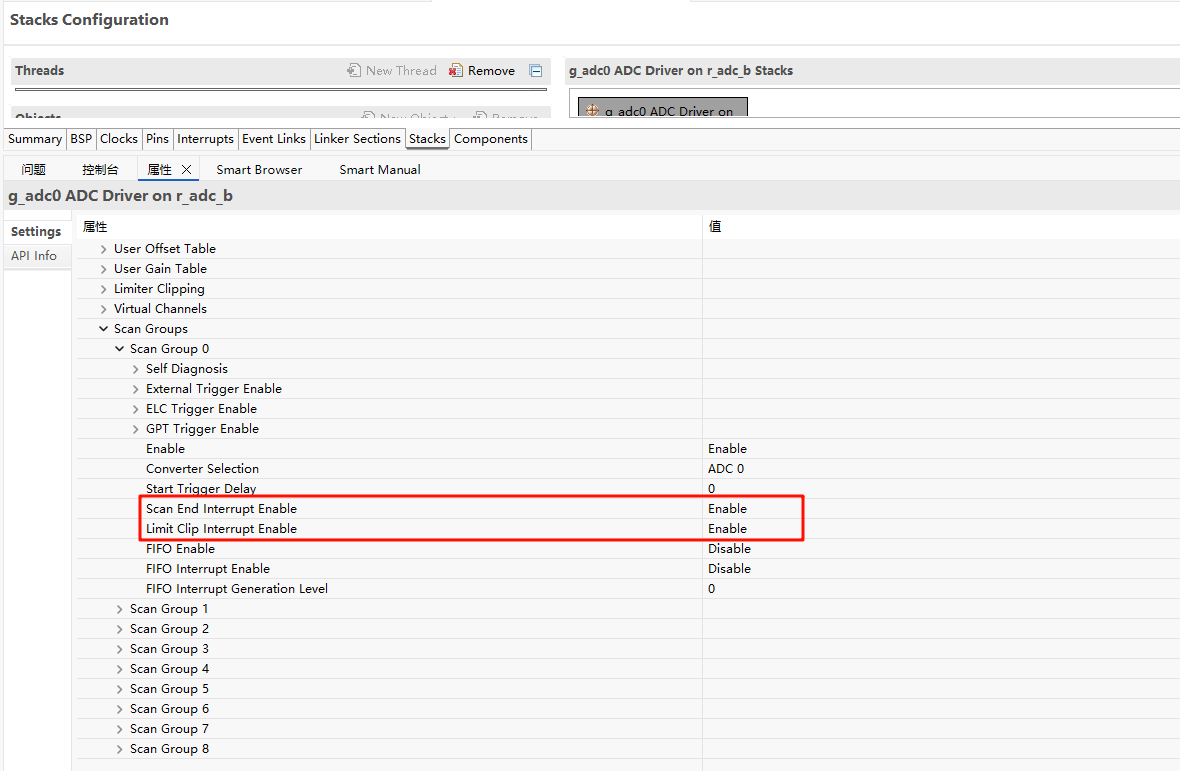 Stacks Configuration
Threads New Thread Remove
g_adc0 ADC Driver on r_adc_b Stacks
Objects New Object Remove
g_adc0 ADC Driver on
Summary BSP Clocks Pins Interrupts Event Links Linker Sections Stacks Components
问题 控制台 属性 Smart Browser Smart Manual
g_adc0 ADC Driver on r_adc_b
Settings
API Info
属性 值
User Offset Table
User Gain Table
Limiter Clipping
Virtual Channels
Scan Groups
Scan Group 0
Self Diagnosis
External Trigger Enable
ELC Trigger Enable
GPT Trigger Enable
Enable Enable
Converter Selection ADC 0
Start Trigger Delay 0
Scan End Interrupt Enable Enable
Limit Clip Interrupt Enable Enable
FIFO Enable Disable
FIFO Interrupt Enable Disable
FIFO Interrupt Generation Level 0
Scan Group 1
Scan Group 2
Scan Group 3
Scan Group 4
Scan Group 5
Scan Group 6
Scan Group 7
Scan Group 8